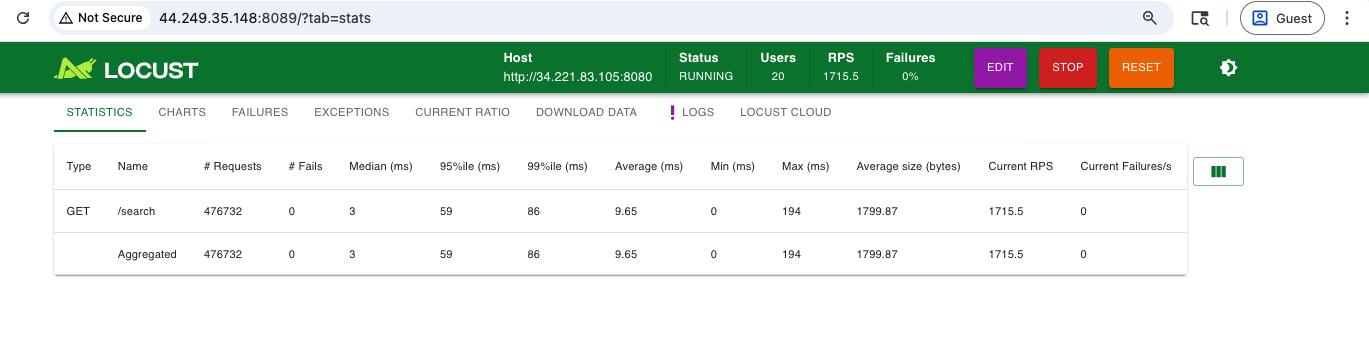 Not Secure 44.249.35.148:8089/?tab=stats Guest
LOCUST
Host Status Users RPS Failures
http://34.221.83.105:8080 RUNNING 20 1715.5 0%
EDIT STOP RESET
STATISTICS CHARTS FAILURES EXCEPTIONS CURRENT RATIO DOWNLOAD DATA LOGS LOCUST CLOUD
Type Name # Requests # Fails Median (ms) 95%ile (ms) 99%ile (ms) Average (ms) Min (ms) Max (ms) Average size (bytes) Current RPS Current Failures/s
GET /search 476732 0 3 59 86 9.65 0 194 1799.87 1715.5 0
Aggregated 476732 0 3 59 86 9.65 0 194 1799.87 1715.5 0